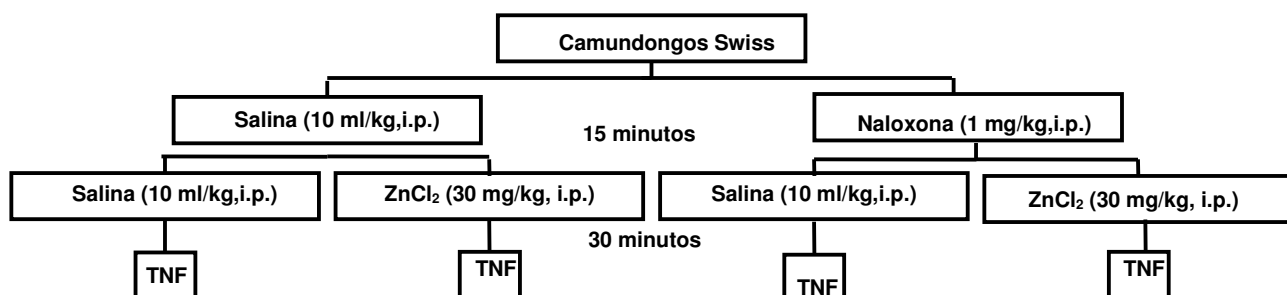 Camundongos Swiss
Salina (10 ml/kg,i.p.)
15 minutos
Naloxona (1 mg/kg,i.p.)
Salina (10 ml/kg,i.p.)
ZnCl₂ (30 mg/kg, i.p.)
Salina (10 ml/kg,i.p.)
ZnCl₂ (30 mg/kg, i.p.)
30 minutos
TNF
TNF
TNF
TNF